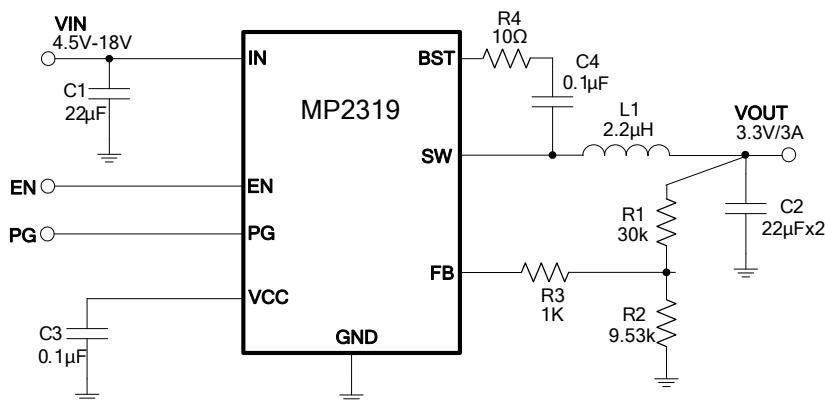 VIN
4.5V-18V
C1
22μF
EN
PG
C3
0.1μF
IN
EN
PG
VCC
MP2319
GND
BST
SW
FB
R4
10Ω
C4
0.1μF
L1
2.2μH
VOUT
3.3V/3A
R1
30k
C2
22μFx2
R3
1K
R2
9.53k